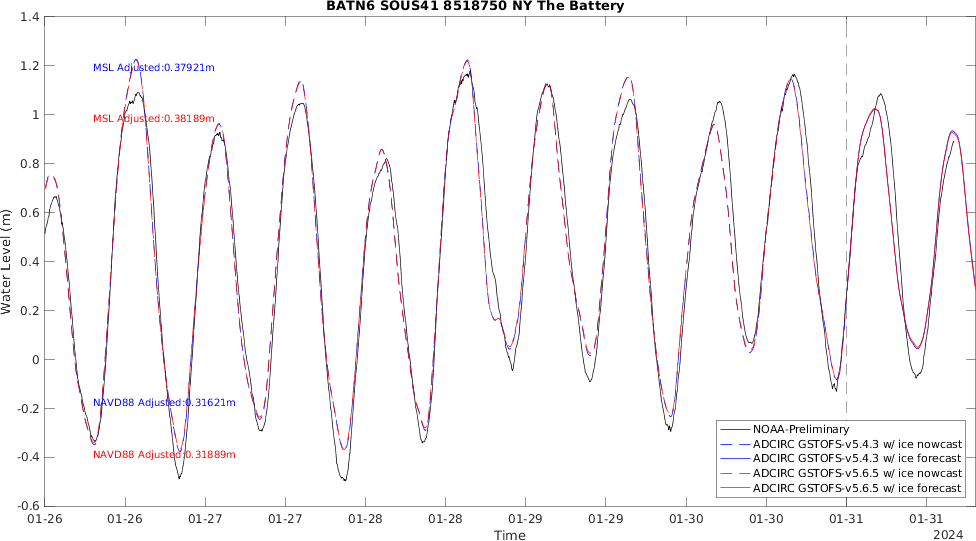 BATN6 SOUS41 8518750 NY The Battery
1.4
1.2
1
0.8
0.6
0.4
0.2
0
-0.2
-0.4
-0.6
Water Level (m)
MSL Adjusted:0.37921m
MSL Adjusted:0.38189m
NAVD88 Adjusted:0.31621m
NAVD88 Adjusted:0.31889m
NOAA-Preliminary
ADCIRC GSTOFS-v5.4.3 w/ ice nowcast
ADCIRC GSTOFS-v5.4.3 w/ ice forecast
ADCIRC GSTOFS-v5.6.5 w/ ice nowcast
ADCIRC GSTOFS-v5.6.5 w/ ice forecast
01-26 01-26 01-27 01-27 01-28 01-28 01-29 01-29 01-30 01-30 01-31 01-31
Time
2024